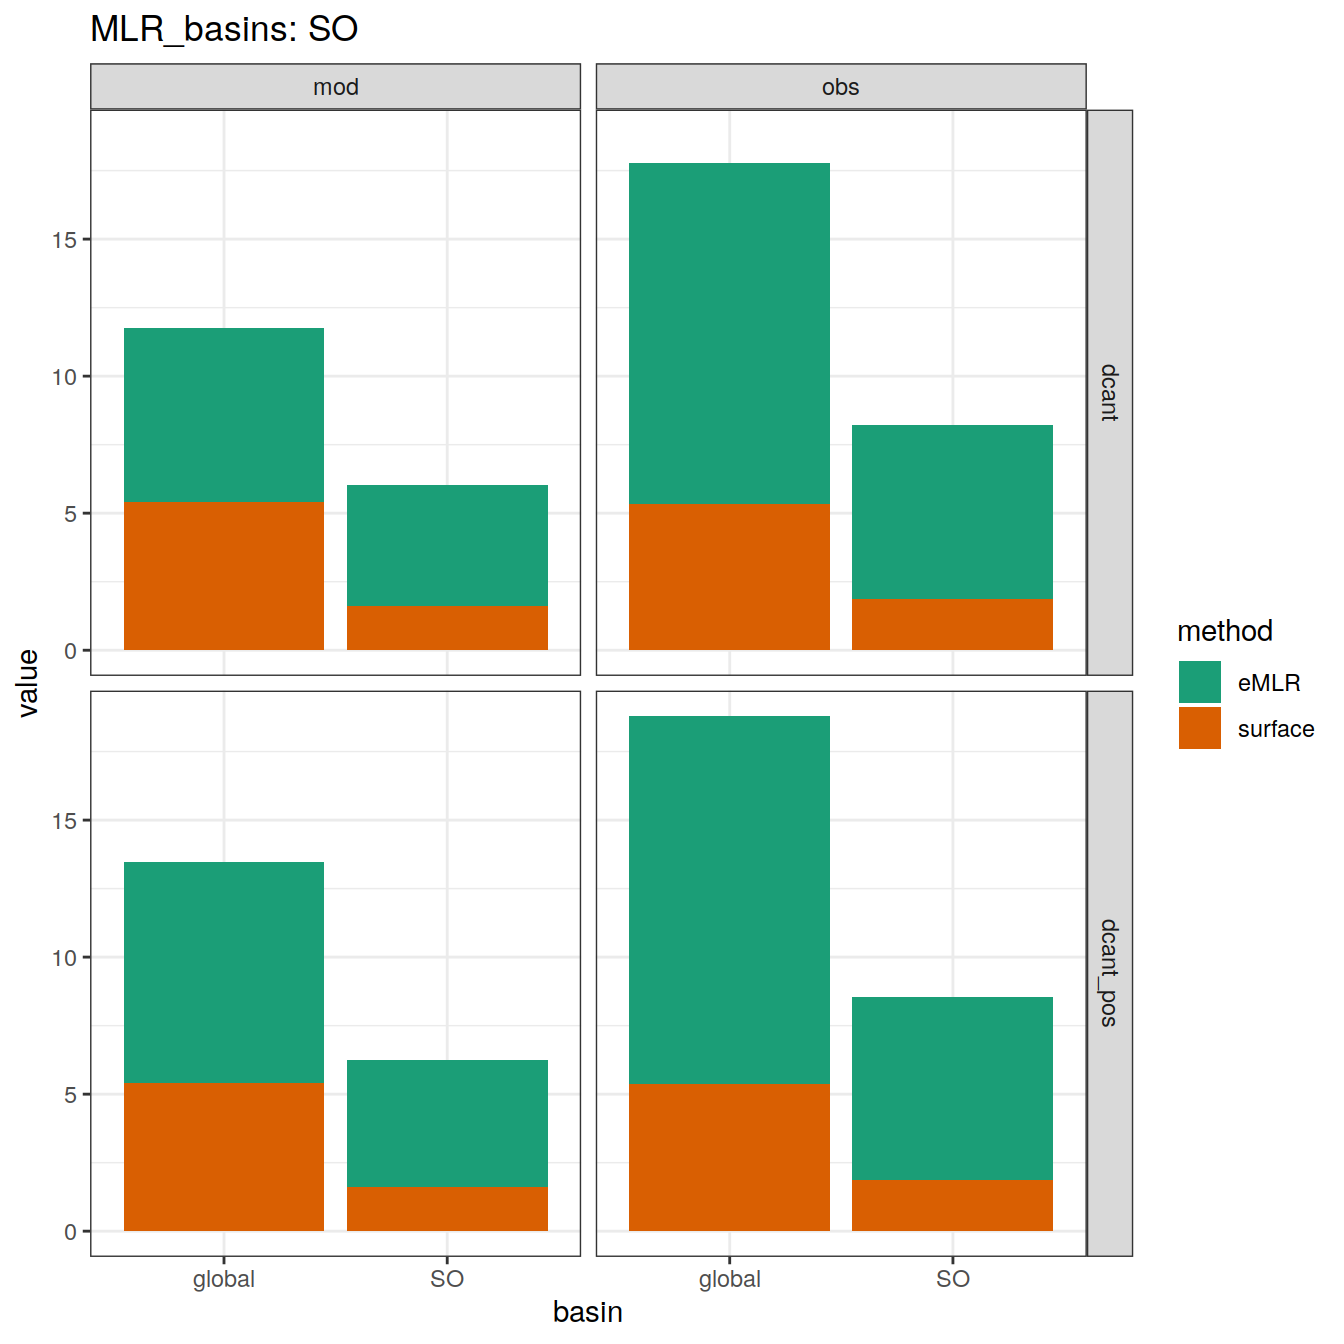 MLR_basins: SO
mod
obs
15
10
5
0
dcant
15
10
5
0
dcant_pos
value
global
SO
global
SO
basin
method
eMLR
surface